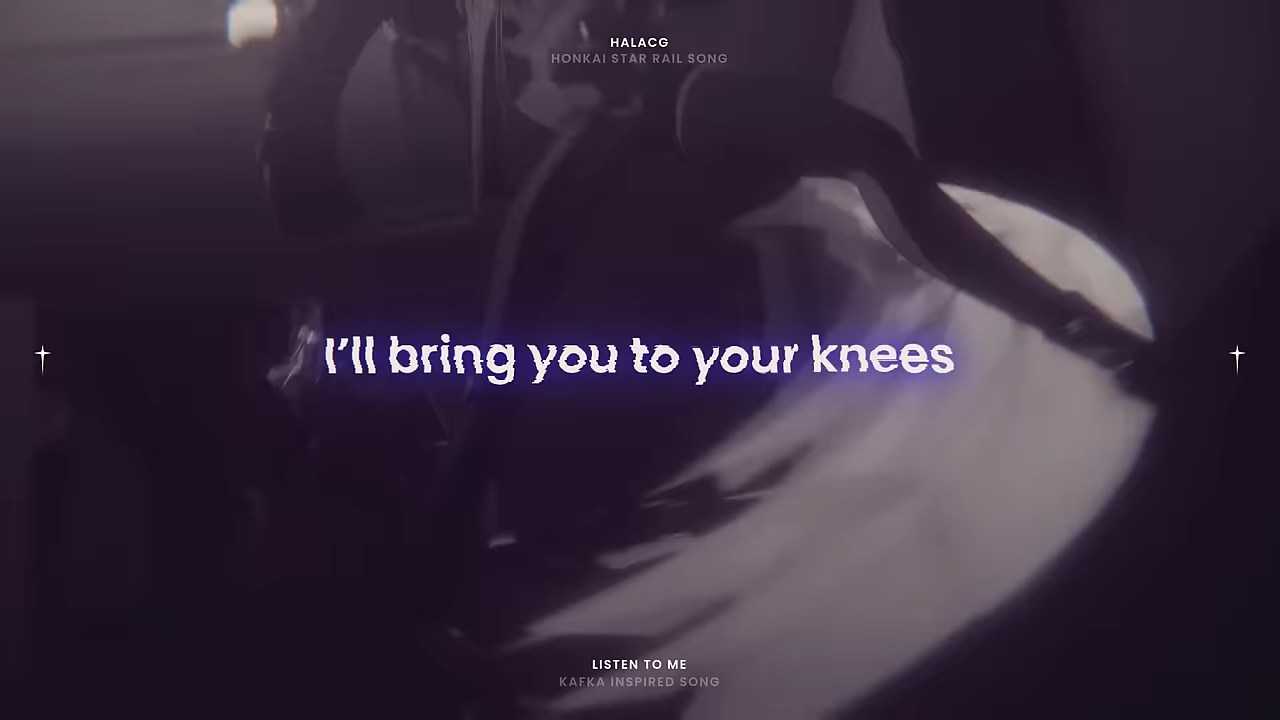 HALACG
HONKAI STAR RAIL SONG
I’ll bring you to your knees
LISTEN TO ME
KAFKA INSPIRED SONG